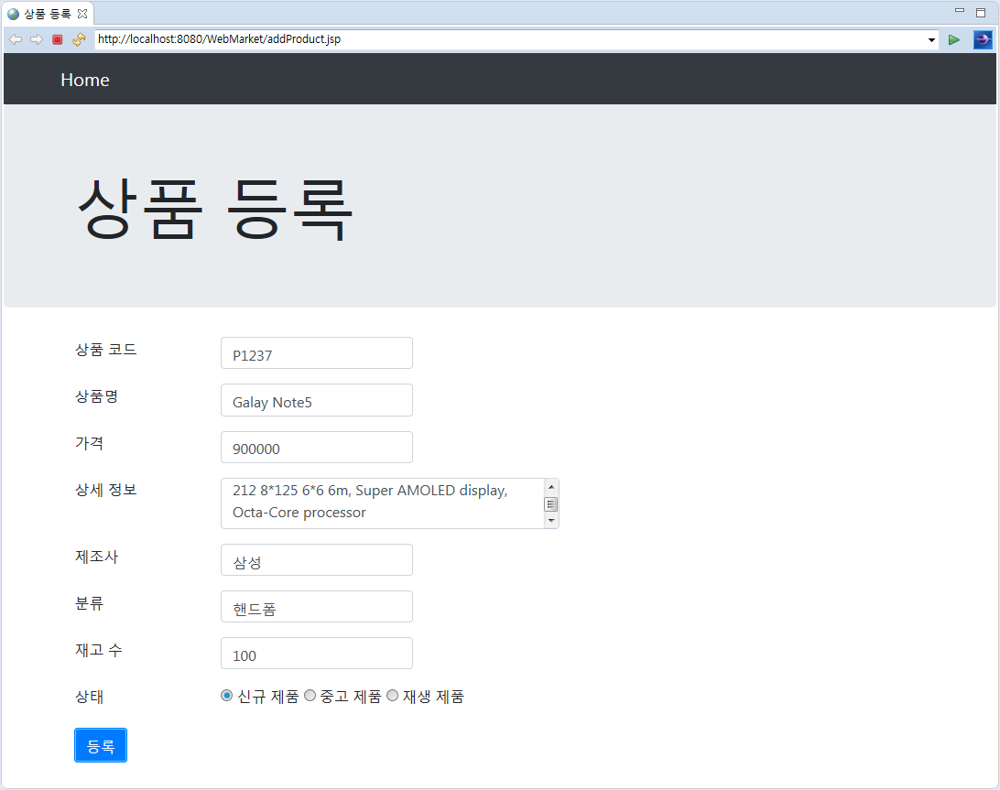 상품 등록
http://localhost:8080/WebMarket/addProduct.jsp
Home
상품 등록
상품 코드 P1237
상품명 Galay Note5
가격 900000
상세 정보 212 8*125 6*6 6m, Super AMOLED display,
Octa-Core processor
제조사 삼성
분류 핸드폼
재고 수 100
상태 신규 제품 중고 제품 재생 제품
등록